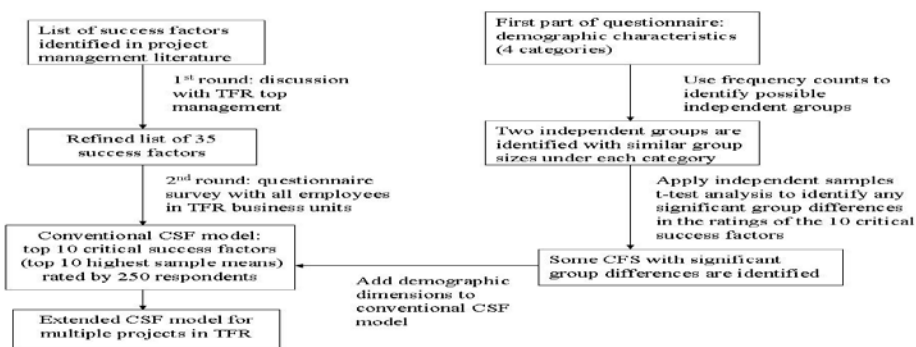 List of success factors
identified in project
management literature
1st round: discussion
with TFR top
management
Refined list of 35
success factors
2nd round: questionnaire
survey with all employees
in TFR business units
Conventional CSF model:
top 10 critical success factors
(top 10 highest sample means)
rated by 250 respondents
Extended CSF model for
multiple projects in TFR
First part of questionnaire:
demographic characteristics
(4 categories)
Use frequency counts to
identify possible
independent groups
Two independent groups are
identified with similar group
sizes under each category
Apply independent samples
t-test analysis to identify any
significant group differences
in the ratings of the 10 critical
success factors
Some CFS with significant
group differences are identified
Add demographic
dimensions to
conventional CSF
model